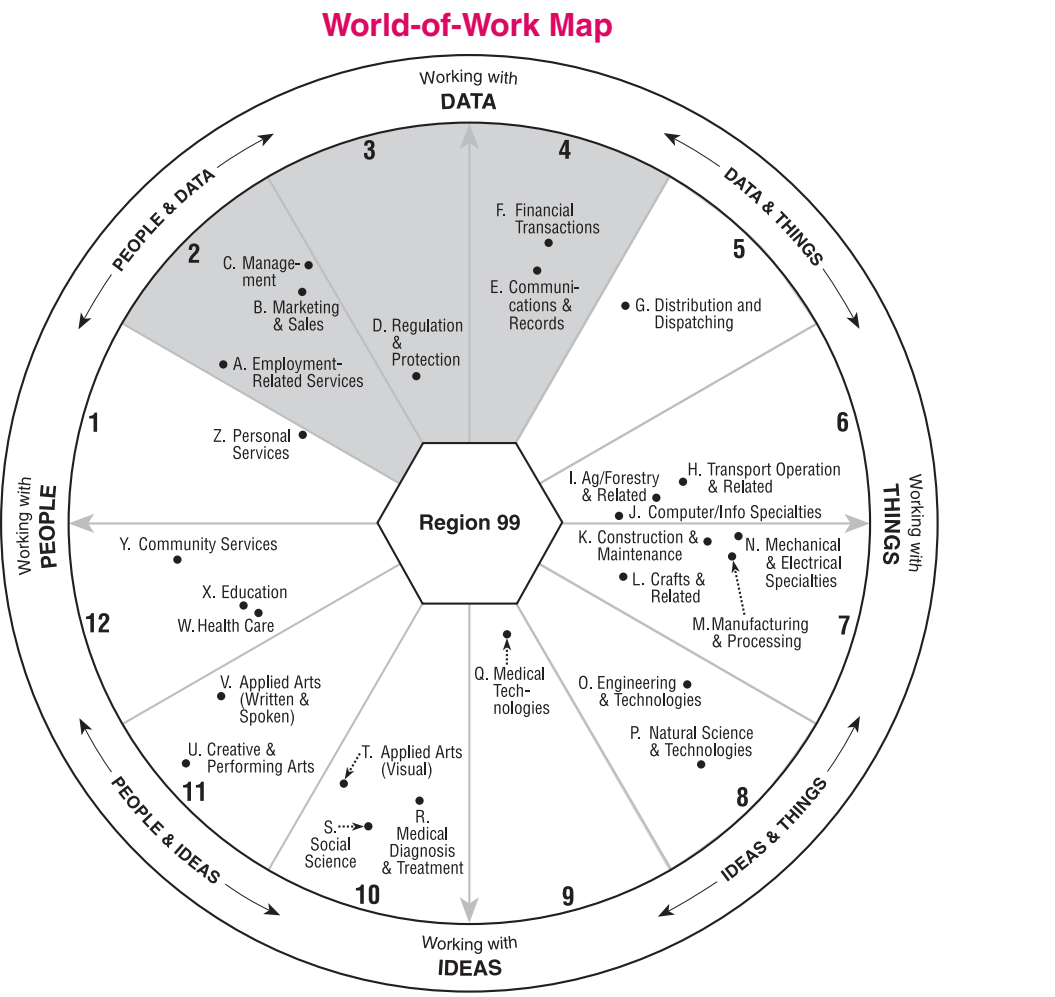 World-of-Work Map
Working with
DATA
PEOPLE & DATA
DATA & THINGS
3
4
2
5
F. Financial
Transactions
C. Manage-
ment
E. Communi-
cations &
Records
B. Marketing
& Sales
G. Distribution and
Dispatching
D. Regulation
&
Protection
A. Employment-
Related Services
1
6
Z. Personal
Services
H. Transport Operation
& Related
I. Ag/Forestry
& Related
J. Computer/Info Specialties
Working with
PEOPLE
Region 99
Working with
THINGS
K. Construction &
Maintenance
N. Mechanical
& Electrical
Specialties
L. Crafts &
Related
M. Manufacturing
& Processing
Y. Community Services
X. Education
W. Health Care
12
7
Q. Medical
Tech-
nologies
O. Engineering
& Technologies
V. Applied Arts
(Written &
Spoken)
P. Natural Science
& Technologies
U. Creative &
Performing Arts
T. Applied Arts
(Visual)
11
8
S.
Social
Science
R.
Medical
Diagnosis
& Treatment
10
9
PEOPLE & IDEAS
IDEAS & THINGS
Working with
IDEAS